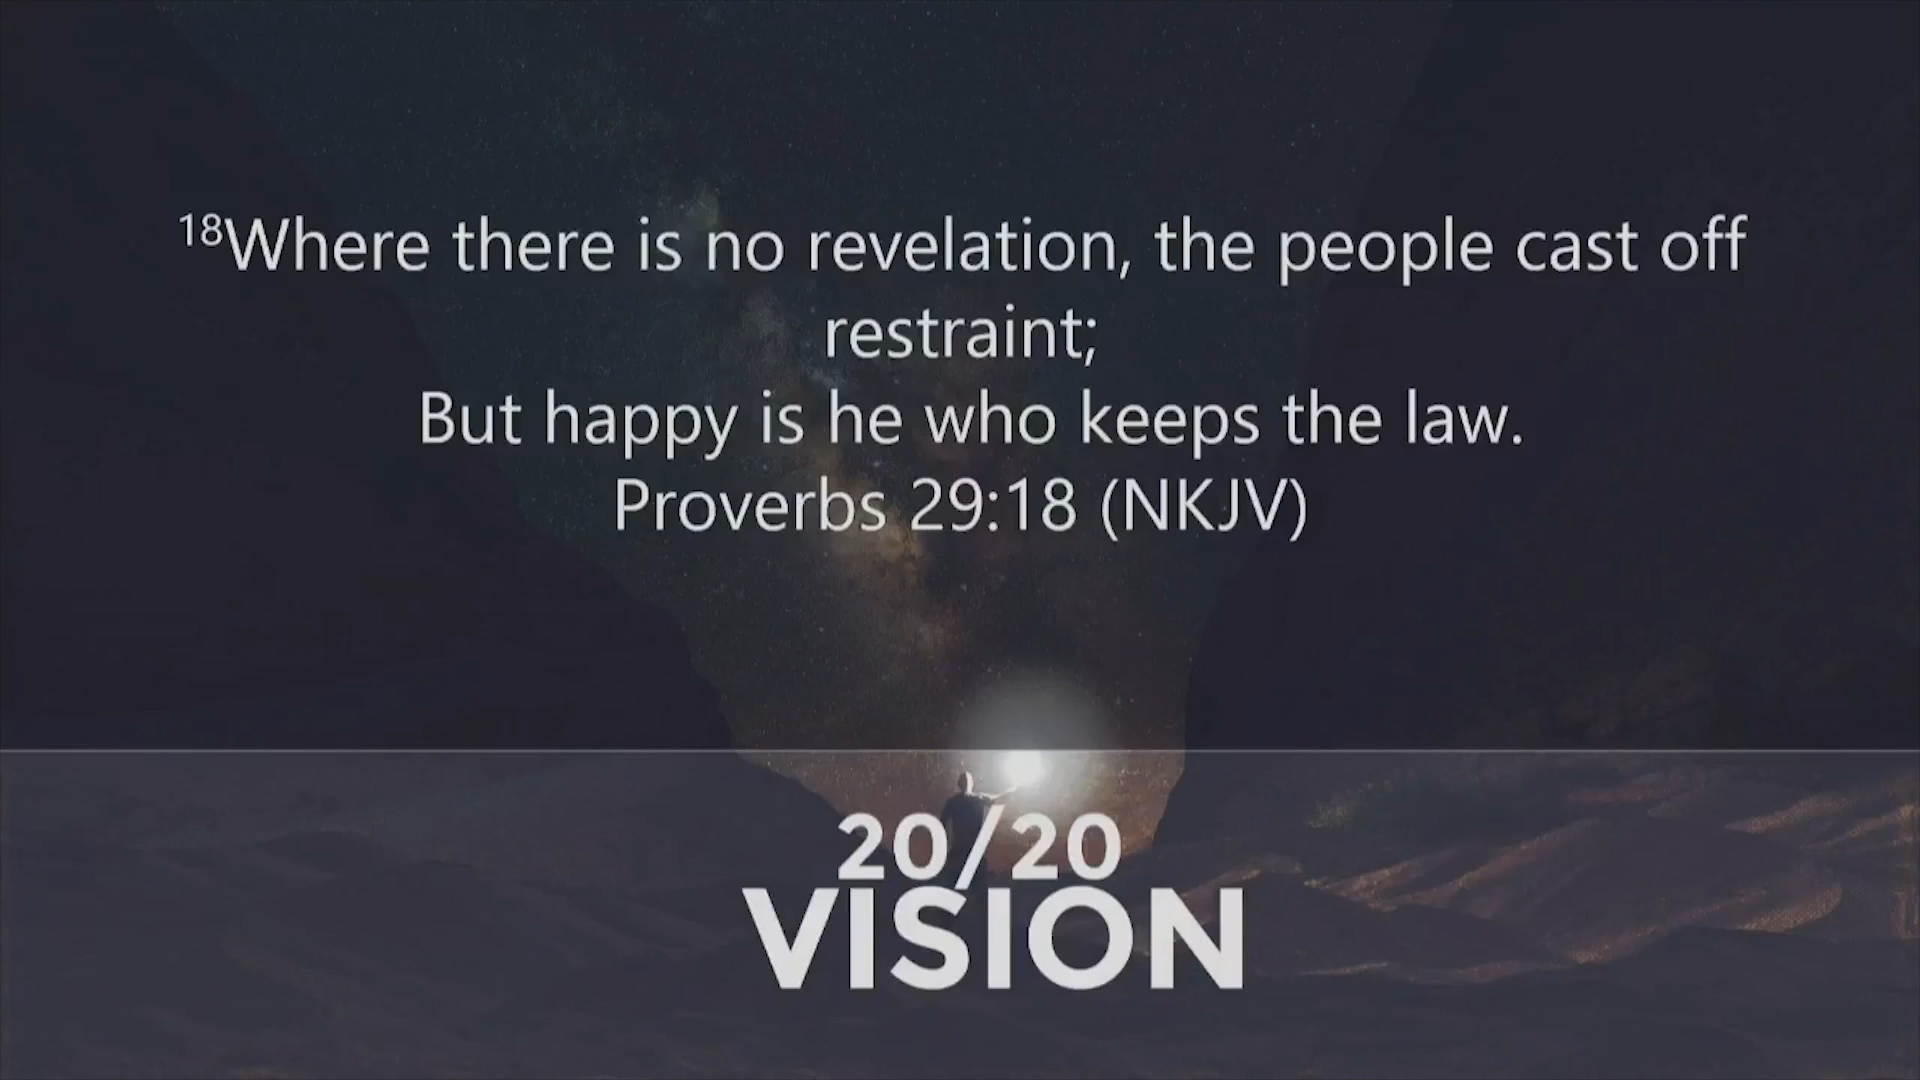 18Where there is no revelation, the people cast off
restraint;
But happy is he who keeps the law.
Proverbs 29:18 (NKJV)
20/20
VISION